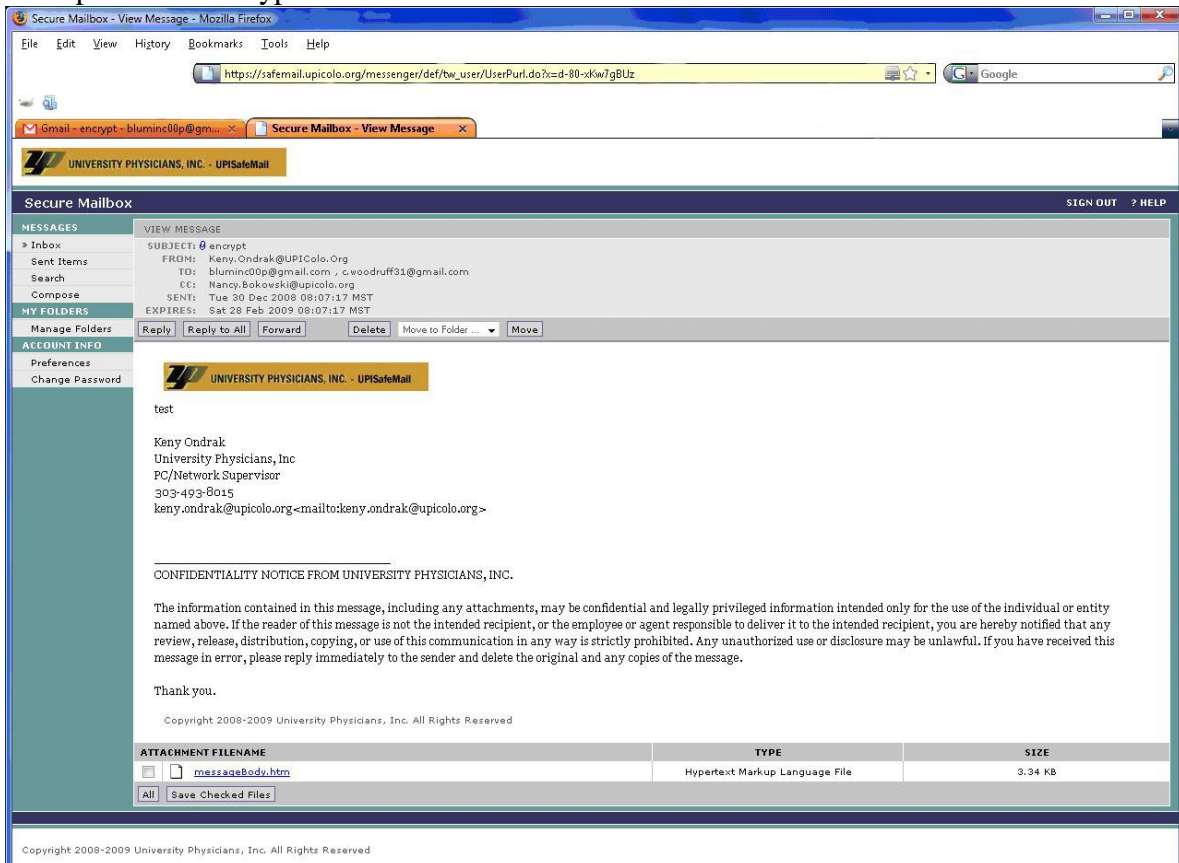 Secure Mailbox - View Message - Mozilla Firefox
File Edit View History Bookmarks Tools Help
https://safemail.upicolo.org/messenger/def/tw_user/UserPurl.do?x=d-80-xKw7gBUz
Google
Gmail - encrypt - bluminc00p@gm...
Secure Mailbox - View Message
UNIVERSITY PHYSICIANS, INC. - UPISafeMail
Secure Mailbox
SIGN OUT ? HELP
MESSAGES
» Inbox
Sent Items
Search
Compose
MY FOLDERS
Manage Folders
ACCOUNT INFO
Preferences
Change Password
VIEW MESSAGE
SUBJECT: encrypt
FROM: Keny.Ondrak@UPIColo.Org
TO: bluminc00p@gmail.com , c.woodruff31@gmail.com
CC: Nancy.Bokowski@upicolo.org
SENT: Tue 30 Dec 2008 08:07:17 MST
EXPIRES: Sat 28 Feb 2009 08:07:17 MST
Reply Reply to All Forward Delete Move to Folder ... Move
UNIVERSITY PHYSICIANS, INC. - UPISafeMail
test
Keny Ondrak
University Physicians, Inc
PC/Network Supervisor
303-493-8015
keny.ondrak@upicolo.org<mailto:keny.ondrak@upicolo.org>
CONFIDENTIALITY NOTICE FROM UNIVERSITY PHYSICIANS, INC.
The information contained in this message, including any attachments, may be confidential and legally privileged information intended only for the use of the individual or entity
named above. If the reader of this message is not the intended recipient, or the employee or agent responsible to deliver it to the intended recipient, you are hereby notified that any
review, release, distribution, copying, or use of this communication in any way is strictly prohibited. Any unauthorized use or disclosure may be unlawful. If you have received this
message in error, please reply immediately to the sender and delete the original and any copies of the message.
Thank you.
Copyright 2008-2009 University Physicians, Inc. All Rights Reserved
ATTACHMENT FILENAME TYPE SIZE
messageBody.htm Hypertext Markup Language File 3.34 KB
All Save Checked Files
Copyright 2008-2009 University Physicians, Inc. All Rights Reserved